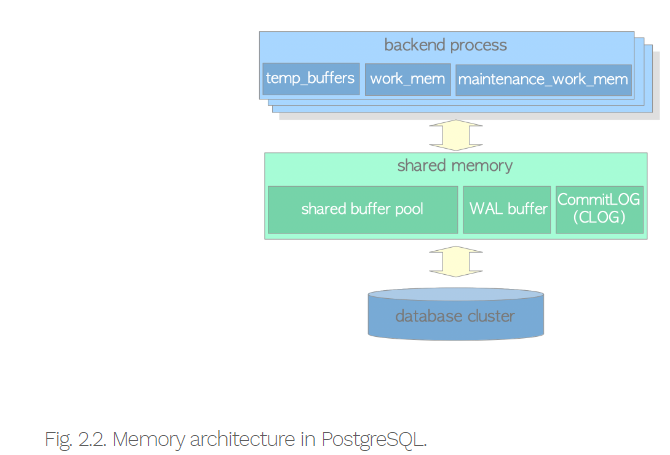 backend process
temp_buffers work_mem maintenance_work_mem
shared memory
shared buffer pool WAL buffer CommitLOG
(CLOG)
database cluster
Fig. 2.2. Memory architecture in PostgreSQL.